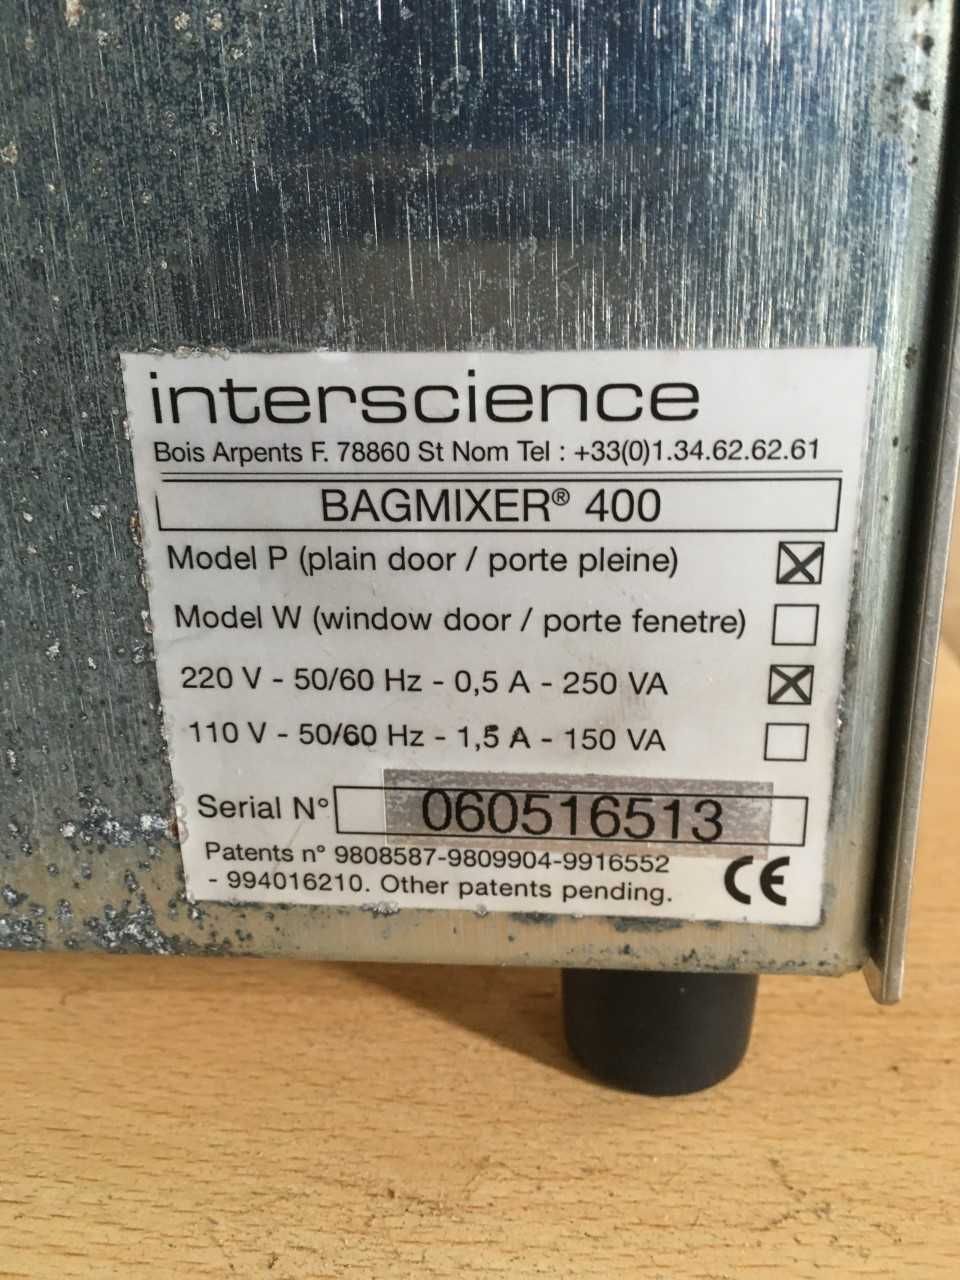 interscience
Bois Arpents F. 78860 St Nom Tel : +33(0)1.34.62.62.61
BAGMIXER® 400
Model P (plain door / porte pleine) ☒
Model W (window door / porte fenetre) ☐
220 V - 50/60 Hz - 0,5 A - 250 VA ☒
110 V - 50/60 Hz - 1,5 A - 150 VA ☐
Serial N° 060516513
Patents n° 9808587-9809904-9916552
- 994016210. Other patents pending. CE